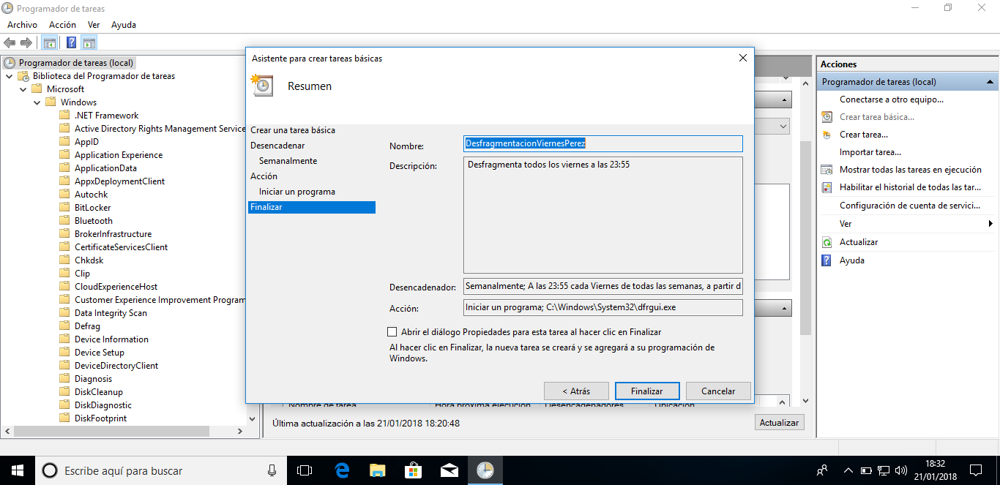 Programador de tareas
Archivo Acción Ver Ayuda
Programador de tareas (local)
Biblioteca del Programador de tareas
Microsoft
Windows
.NET Framework
Active Directory Rights Management Service
AppID
Application Experience
ApplicationData
AppxDeploymentClient
Autochk
BitLocker
Bluetooth
BrokerInfrastructure
CertificateServicesClient
Chkdsk
Clip
CloudExperienceHost
Customer Experience Improvement Program
Data Integrity Scan
Defrag
Device Information
Device Setup
DeviceDirectoryClient
Diagnosis
DiskCleanup
DiskDiagnostic
DiskFootprint
Asistente para crear tareas básicas
Resumen
Crear una tarea básica
Desencadenar
Semanalmente
Acción
Iniciar un programa
Finalizar
Nombre: DesfragmentacionViernesPerez
Descripción: Desfragmenta todos los viernes a las 23:55
Desencadenador: Semanalmente; A las 23:55 cada Viernes de todas las semanas, a partir d
Acción: Iniciar un programa; C:\Windows\System32\dfrgui.exe
Abrir el diálogo Propiedades para esta tarea al hacer clic en Finalizar
Al hacer clic en Finalizar, la nueva tarea se creará y se agregará a su programación de
Windows.
< Atrás Finalizar Cancelar
Nombre de tarea Hora próxima ejecución Desencadenadores Ubicación
Última actualización a las 21/01/2018 18:20:48 Actualizar
Acciones
Programador de tareas (local)
Conectarse a otro equipo...
Crear tarea básica...
Crear tarea...
Importar tarea...
Mostrar todas las tareas en ejecución
Habilitar el historial de todas las tar...
Configuración de cuenta de servici...
Ver
Actualizar
Ayuda
Escribe aquí para buscar
18:32
21/01/2018